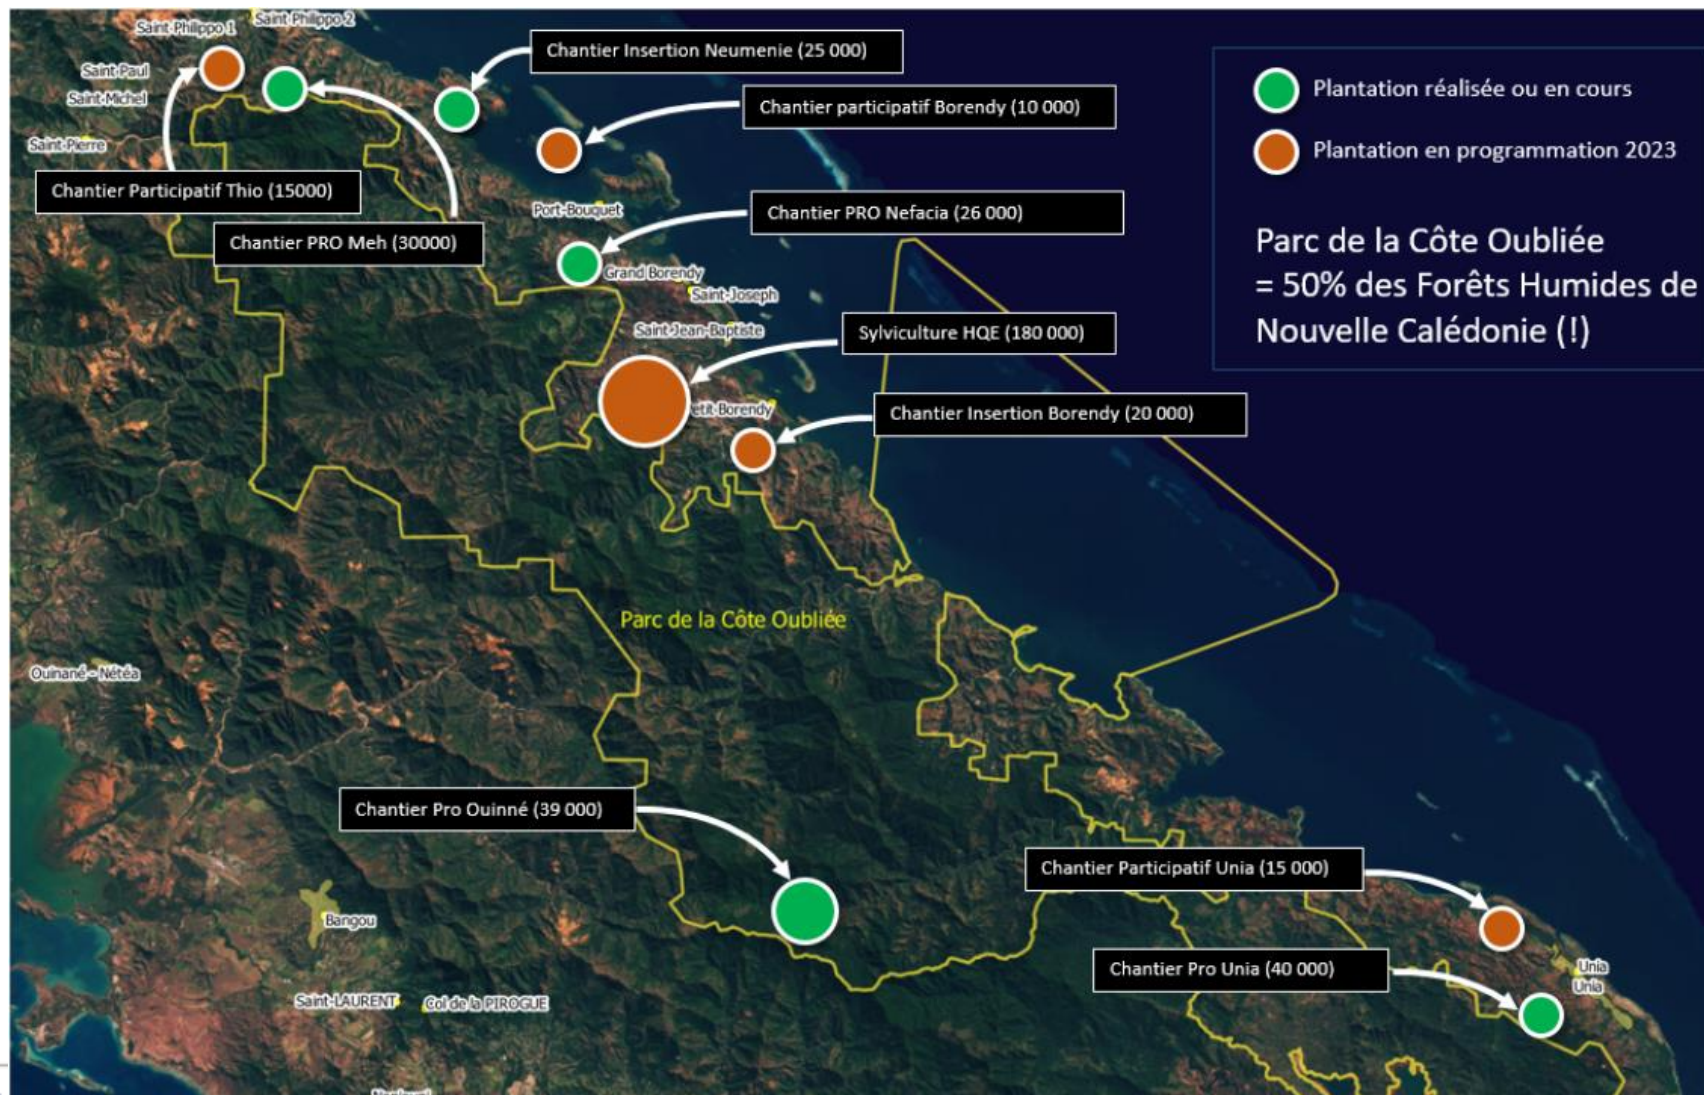 Saint-Philippo 1
Saint-Philippo 2
Chantier Insertion Neumenie (25 000)
Plantation réalisée ou en cours
Saint-Paul
Saint-Michel
Chantier participatif Borendy (10 000)
Plantation en programmation 2023
Saint-Pierre
Chantier Participatif Thio (15000)
Port-Bouquet
Chantier PRO Nefacia (26 000)
Chantier PRO Meh (30000)
Parc de la Côte Oubliée
= 50% des Forêts Humides de
Nouvelle Calédonie (!)
Grand Borendy
Saint-Joseph
Saint-Jean-Baptiste
Sylviculture HQE (180 000)
etit-Borendy
Chantier Insertion Borendy (20 000)
Parc de la Côte Oubliée
Ouinané - Nétéa
Chantier Pro Ouinné (39 000)
Chantier Participatif Unia (15 000)
Bangou
Chantier Pro Unia (40 000)
Unia
Unia
Saint-LAURENT
Col de la PIROGUE